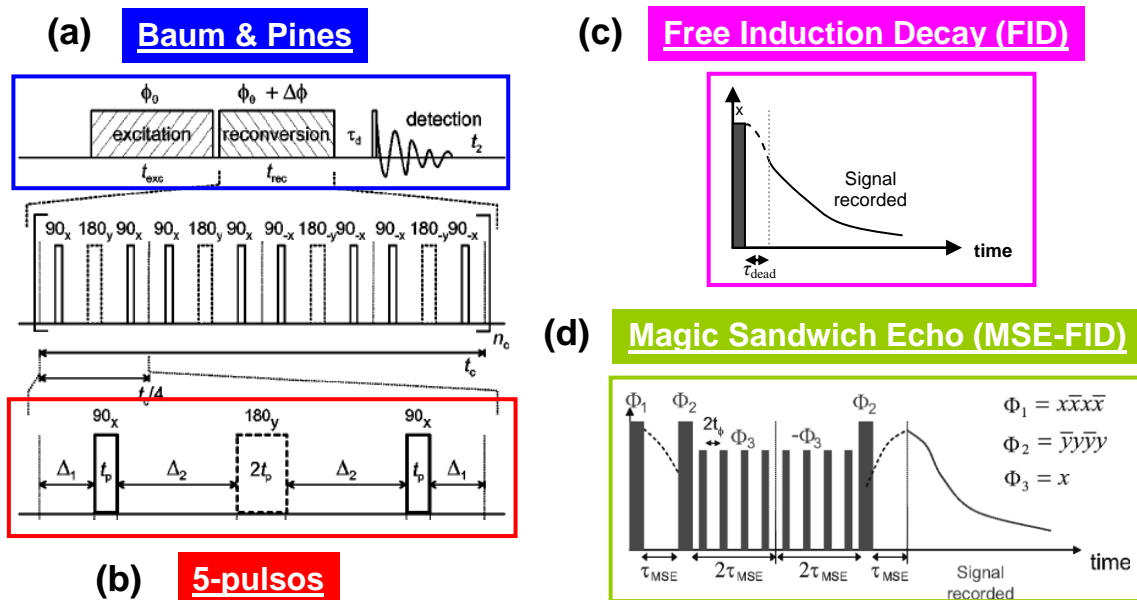 (a) Baum & Pines
ϕ0 ϕ0 + Δϕ
excitation reconversion τd detection
t2
texc trec
90x 180y 90x 90x 180y 90x 90-x 180-y 90-x 90-x 180-y 90-x
nc
tc
tc/4
90x 180y 90x
Δ1 tp Δ2 2tp Δ2 tp Δ1
(b) 5-pulsos
(c) Free Induction Decay (FID)
x
Signal
recorded
time
τdead
(d) Magic Sandwich Echo (MSE-FID)
Φ1 Φ2 Φ2 Φ1 = xx̅xx̅
2tϕ Φ3 -Φ3 Φ2 = y̅yy̅y
Φ3 = x
time
τMSE 2τMSE 2τMSE τMSE Signal
recorded